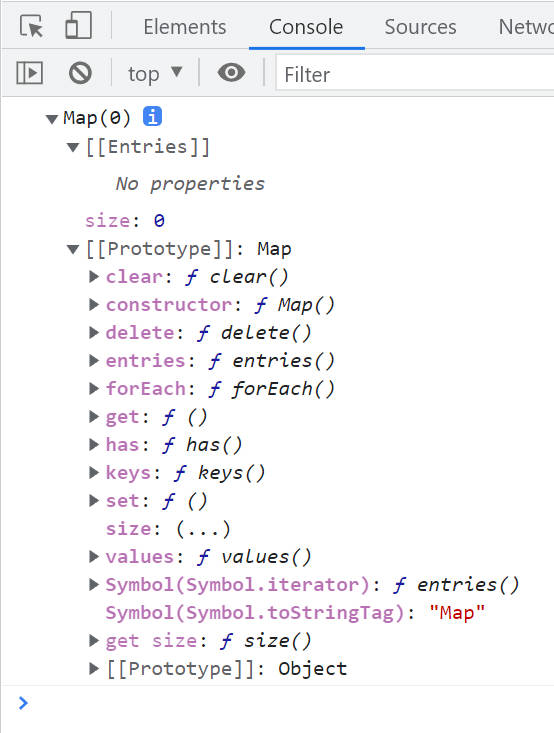 Elements Console Sources Netwo
top ▼ Filter
▼ Map(0) i
▼ [[Entries]]
No properties
size: 0
▼ [[Prototype]]: Map
▶ clear: ƒ clear()
▶ constructor: ƒ Map()
▶ delete: ƒ delete()
▶ entries: ƒ entries()
▶ forEach: ƒ forEach()
▶ get: ƒ ()
▶ has: ƒ has()
▶ keys: ƒ keys()
▶ set: ƒ ()
size: (...)
▶ values: ƒ values()
▶ Symbol(Symbol.iterator): ƒ entries()
Symbol(Symbol.toStringTag): "Map"
▶ get size: ƒ size()
▶ [[Prototype]]: Object
>